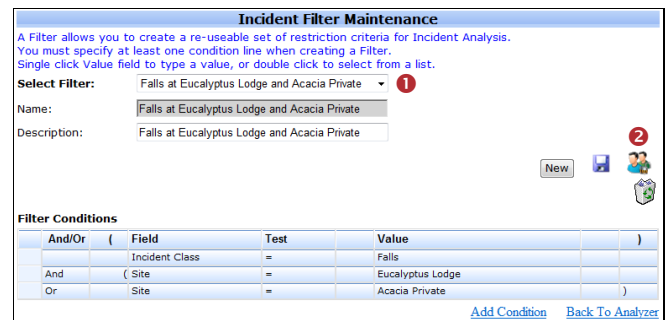 Incident Filter Maintenance
A Filter allows you to create a re-useable set of restriction criteria for Incident Analysis.
You must specify at least one condition line when creating a Filter.
Single click Value field to type a value, or double click to select from a list.
Select Filter: Falls at Eucalyptus Lodge and Acacia Private 1
Name: Falls at Eucalyptus Lodge and Acacia Private
Description: Falls at Eucalyptus Lodge and Acacia Private
2
New
Filter Conditions
And/Or ( Field Test Value )
Incident Class = Falls
And ( Site = Eucalyptus Lodge
Or Site = Acacia Private )
Add Condition Back To Analyzer